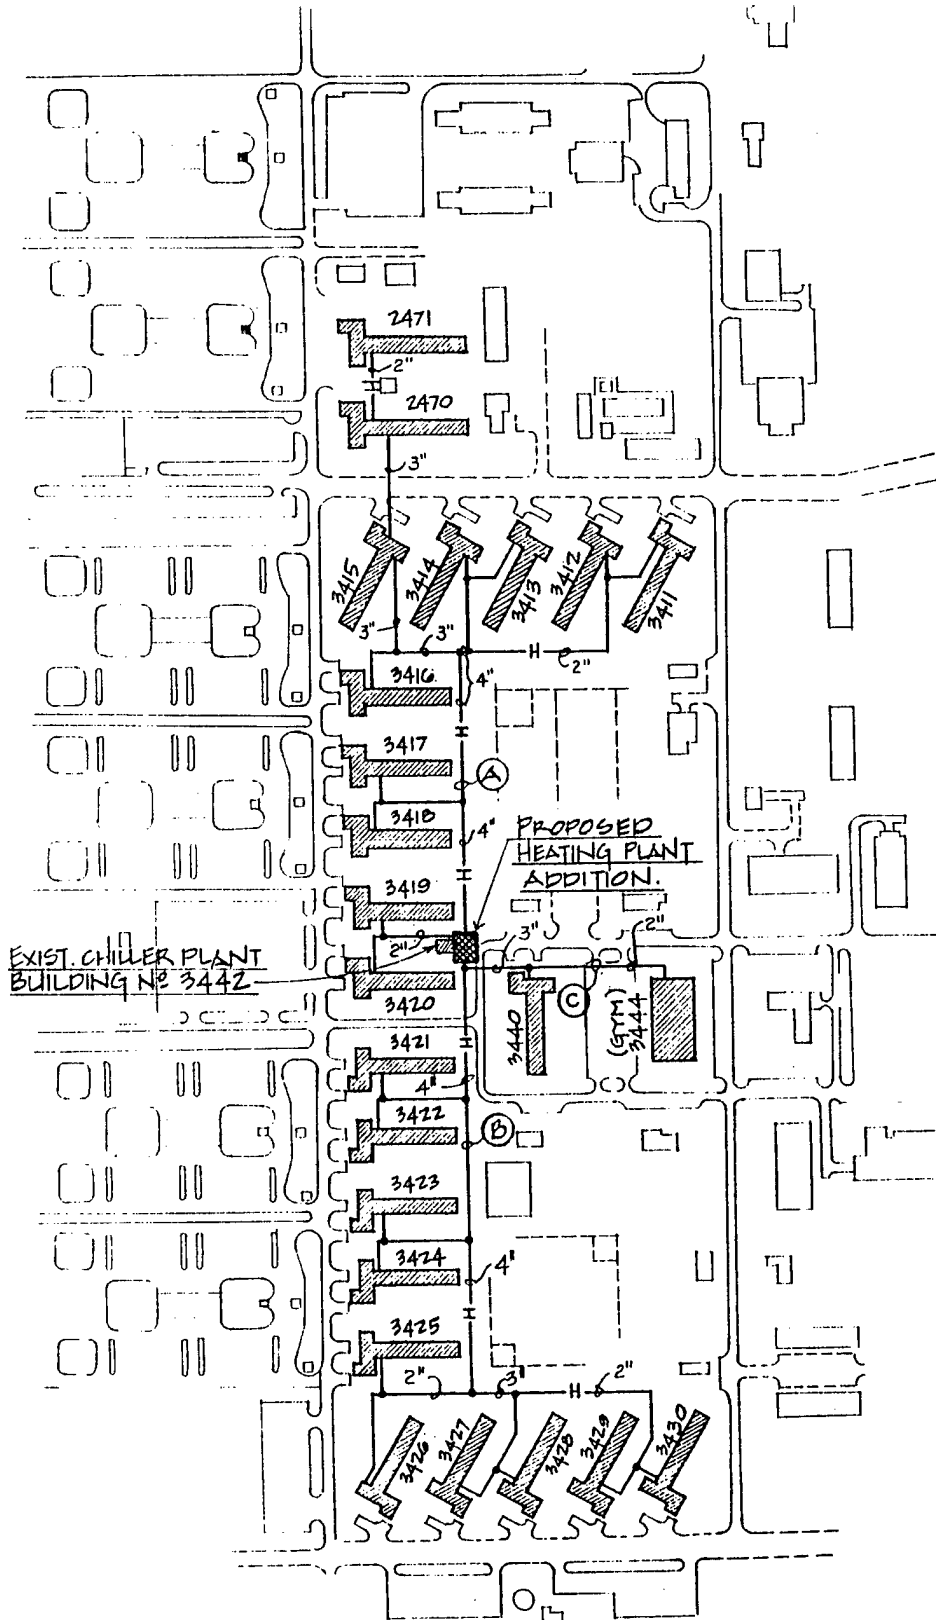 2471
2"
2470
3"
3415
3414
3413
3412
3411
3"
3"
H
2"
3416
4"
H
3417
A
3418
4"
PROPOSED
HEATING PLANT
ADDITION.
H
3419
2"
3"
2"
EXIST. CHILLER PLANT
BUILDING Nº 3442
3420
3440
C
(GYM)
3444
3421
H
4"
3422
B
3423
3424
4"
H
3425
2"
3"
H
2"
3426
3427
3428
3429
3430